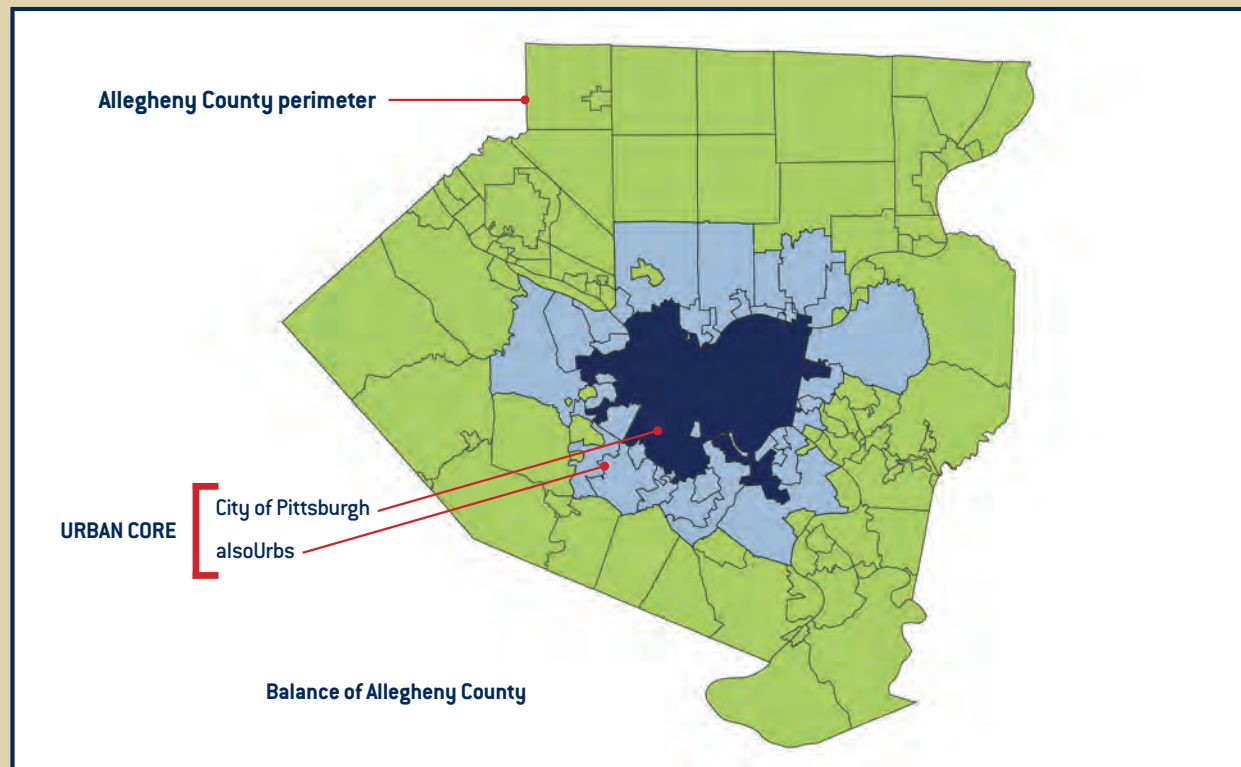 Allegheny County perimeter
URBAN CORE
City of Pittsburgh
alsoUrbs
Balance of Allegheny County